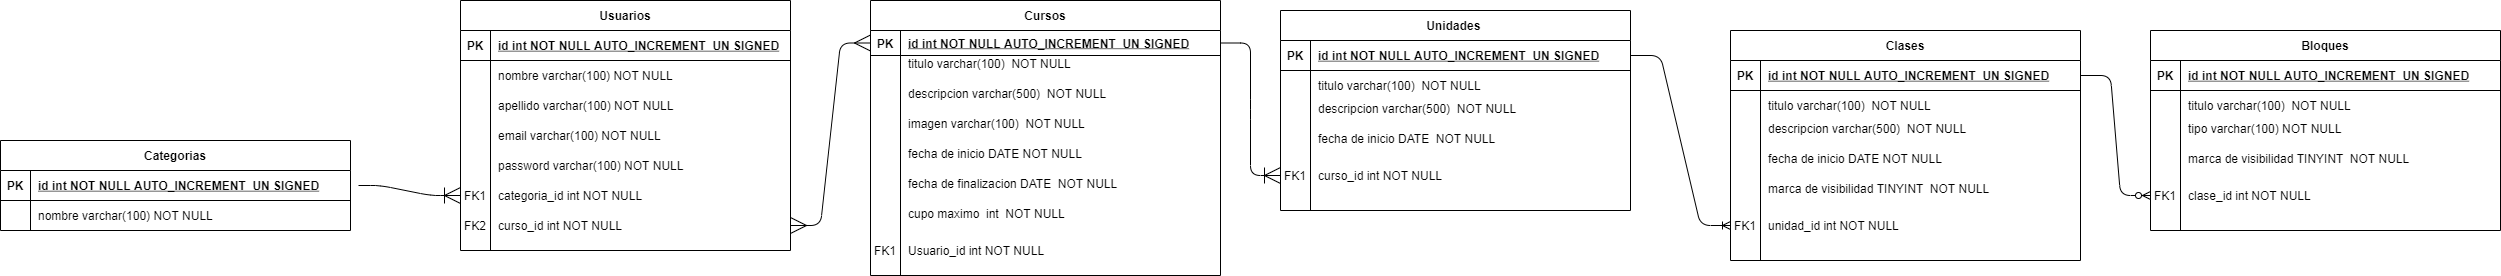 Categorias
PK id int NOT NULL AUTO_INCREMENT UN SIGNED
nombre varchar(100) NOT NULL
Usuarios
PK id int NOT NULL AUTO_INCREMENT UN SIGNED
nombre varchar(100) NOT NULL
apellido varchar(100) NOT NULL
email varchar(100) NOT NULL
password varchar(100) NOT NULL
FK1 categoria_id int NOT NULL
FK2 curso_id int NOT NULL
Cursos
PK id int NOT NULL AUTO_INCREMENT UN SIGNED
titulo varchar(100) NOT NULL
descripcion varchar(500) NOT NULL
imagen varchar(100) NOT NULL
fecha de inicio DATE NOT NULL
fecha de finalizacion DATE NOT NULL
cupo maximo int NOT NULL
FK1 Usuario_id int NOT NULL
Unidades
PK id int NOT NULL AUTO_INCREMENT UN SIGNED
titulo varchar(100) NOT NULL
descripcion varchar(500) NOT NULL
fecha de inicio DATE NOT NULL
FK1 curso_id int NOT NULL
Clases
PK id int NOT NULL AUTO_INCREMENT UN SIGNED
titulo varchar(100) NOT NULL
descripcion varchar(500) NOT NULL
fecha de inicio DATE NOT NULL
marca de visibilidad TINYINT NOT NULL
FK1 unidad_id int NOT NULL
Bloques
PK id int NOT NULL AUTO_INCREMENT UN SIGNED
titulo varchar(100) NOT NULL
tipo varchar(100) NOT NULL
marca de visibilidad TINYINT NOT NULL
FK1 clase_id int NOT NULL